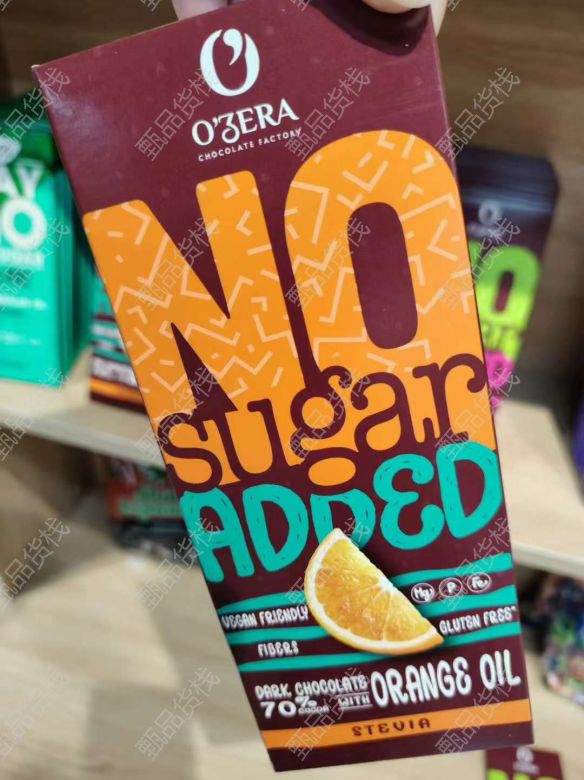 O'ZERA
CHOCOLATE FACTORY
NO
sugar
ADDED
Mg P Fe
VEGAN FRIENDLY
GLUTEN FREE*
FIBERS
DARK CHOCOLATE
70% COCOA
WITH
ORANGE OIL
STEVIA
NO
甄品货栈